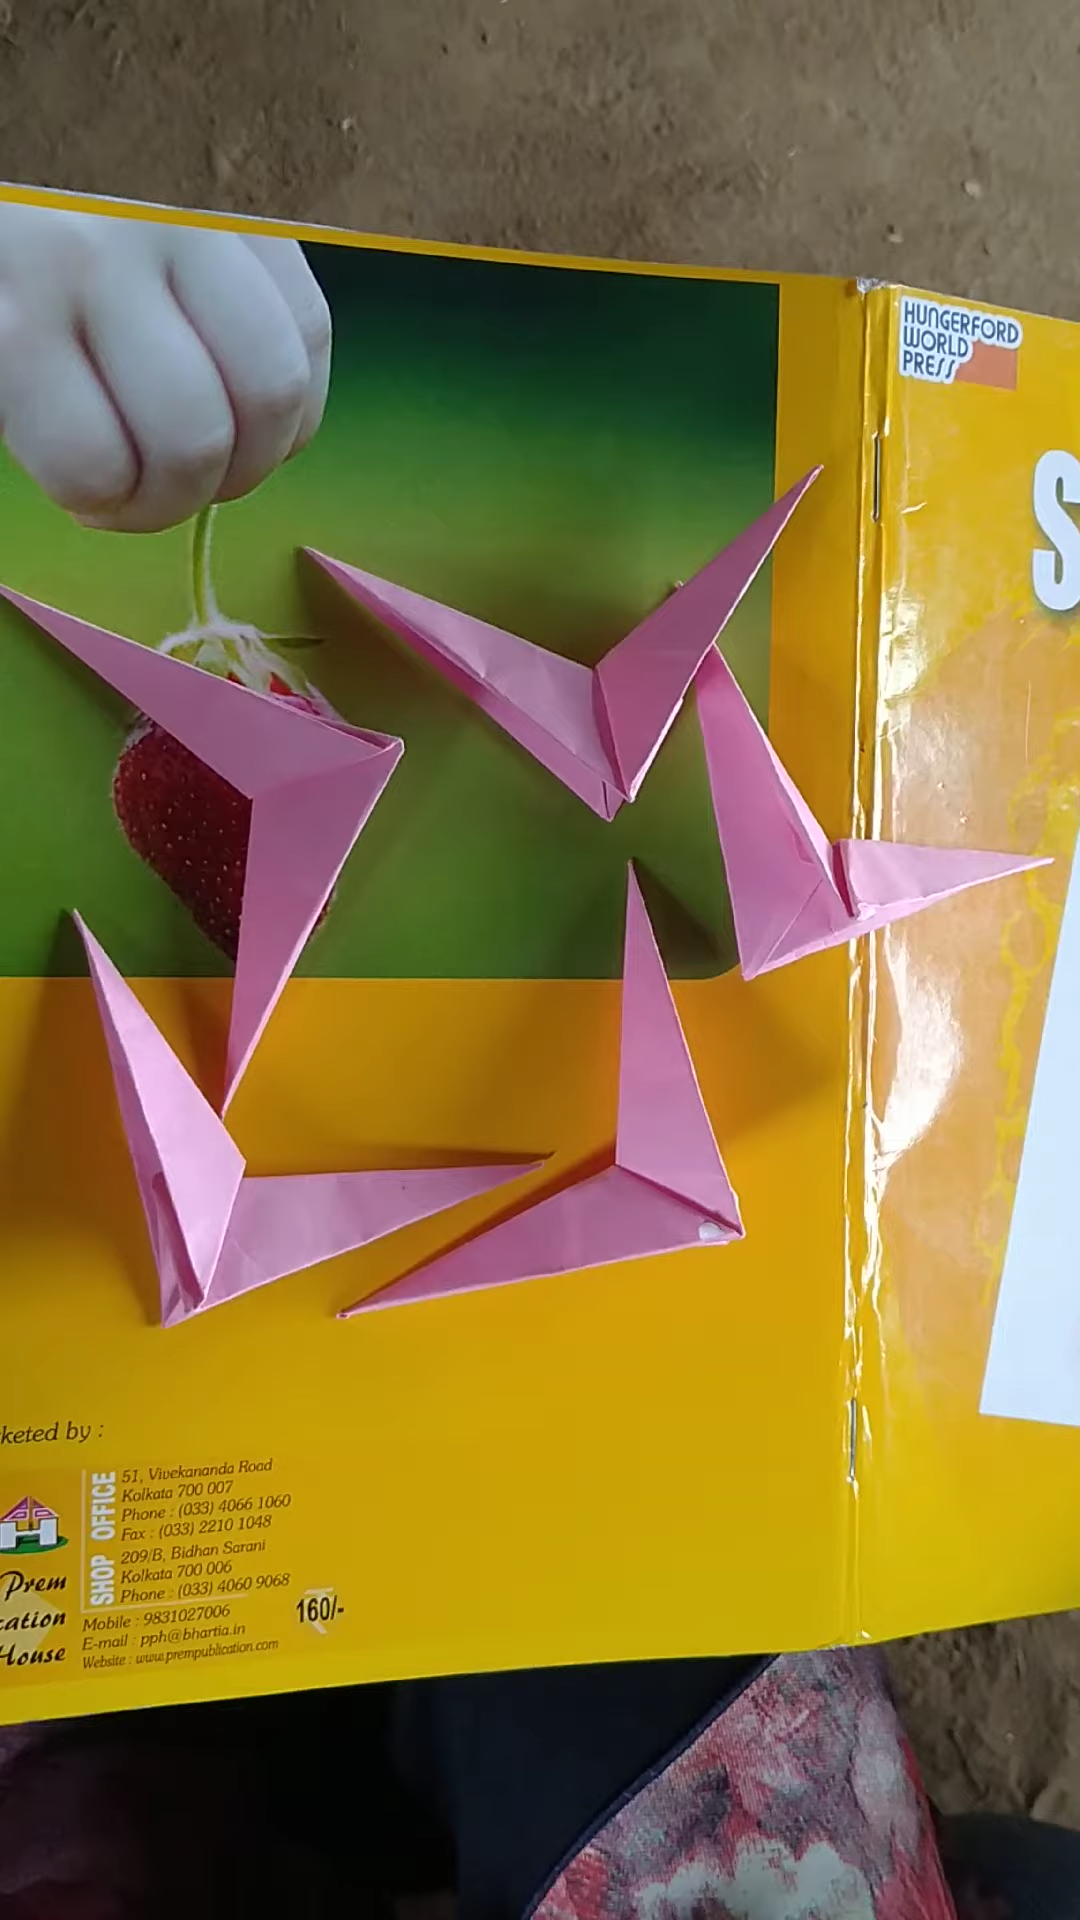 HUNGERFORD
WORLD
PRESS
S
keted by :
SHOP OFFICE
51, Vivekananda Road
Kolkata 700 007
Phone : (033) 4066 1060
Fax : (033) 2210 1048
209/B, Bidhan Sarani
Kolkata 700 006
Phone : (033) 4060 9068
Prem
cation
House
Mobile : 9831027006
E-mail : pph@bhartia.in
Website : www.prempublication.com
160/-